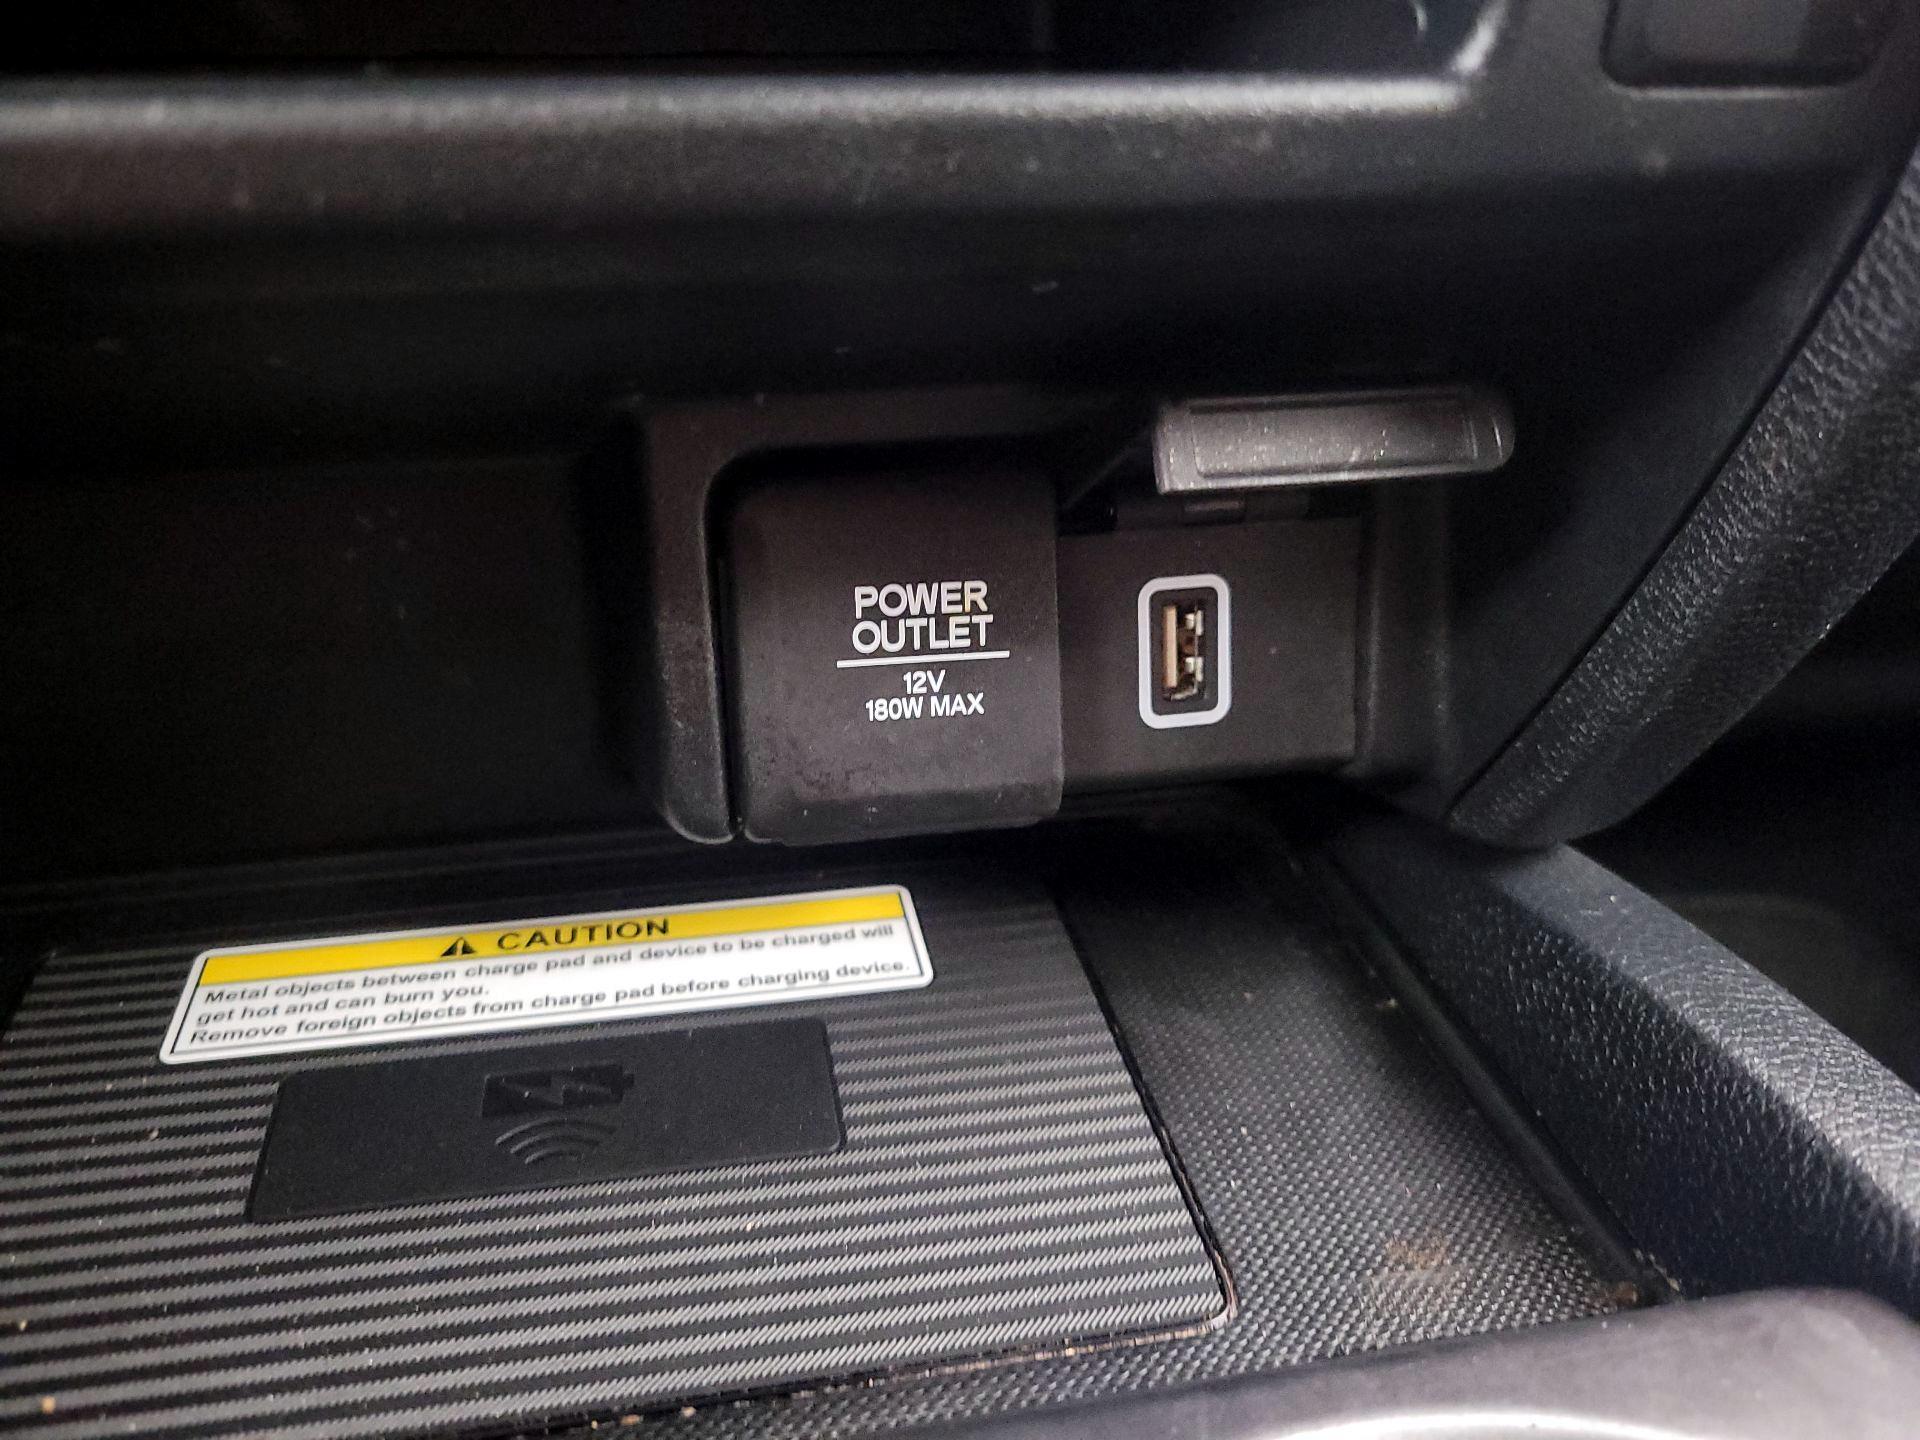 POWER
OUTLET
12V
180W MAX
CAUTION
Metal objects between charge pad and device to be charged will
get hot and can burn you.
Remove foreign objects from charge pad before charging device.